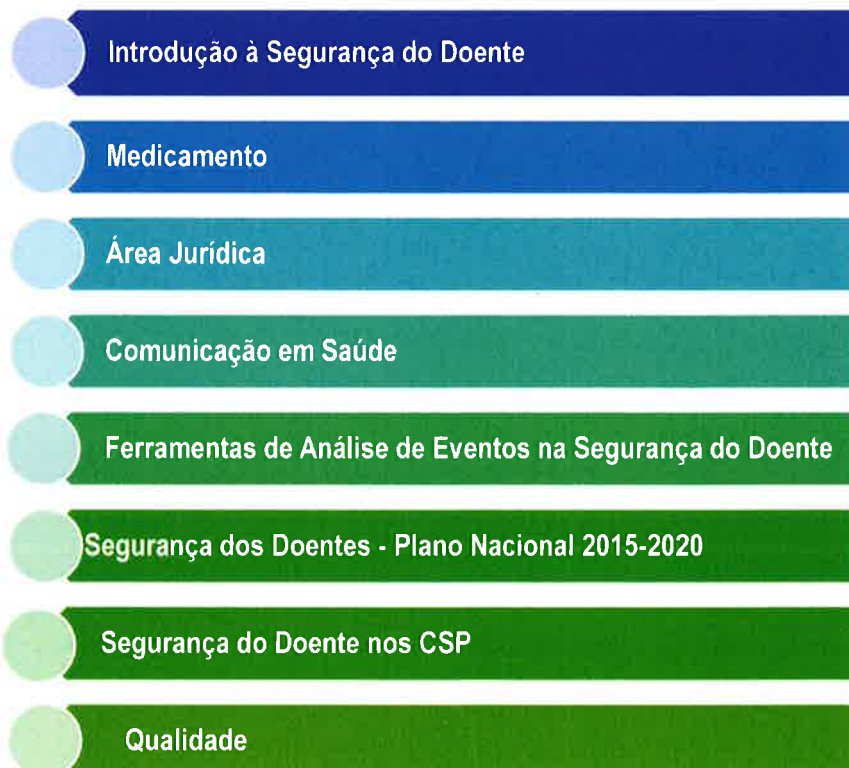 Introdução à Segurança do Doente
Medicamento
Área Jurídica
Comunicação em Saúde
Ferramentas de Análise de Eventos na Segurança do Doente
Segurança dos Doentes - Plano Nacional 2015-2020
Segurança do Doente nos CSP
Qualidade